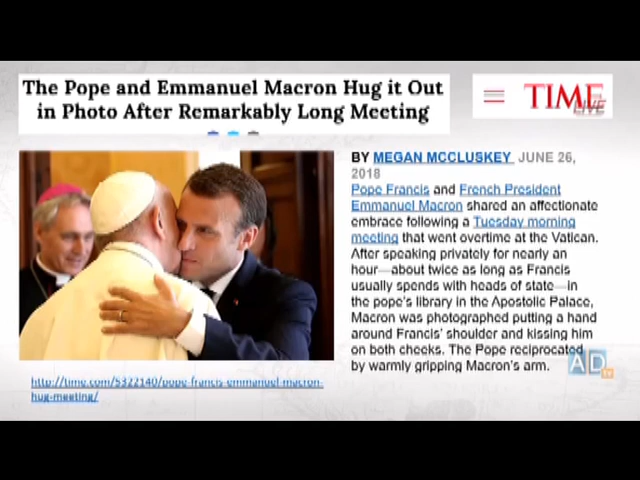 The Pope and Emmanuel Macron Hug it Out
in Photo After Remarkably Long Meeting
TIME
LIVE
BY MEGAN MCCLUSKEY JUNE 26,
2018
Pope Francis and French President
Emmanuel Macron shared an affectionate
embrace following a Tuesday morning
meeting that went overtime at the Vatican.
After speaking privately for nearly an
hour—about twice as long as Francis
usually spends with heads of state—in
the pope's library in the Apostolic Palace,
Macron was photographed putting a hand
around Francis' shoulder and kissing him
on both cheeks. The Pope reciprocated
by warmly gripping Macron's arm.
AD
TV
http://time.com/5322140/pope-francis-emmanuel-macron-
hug-meeting/